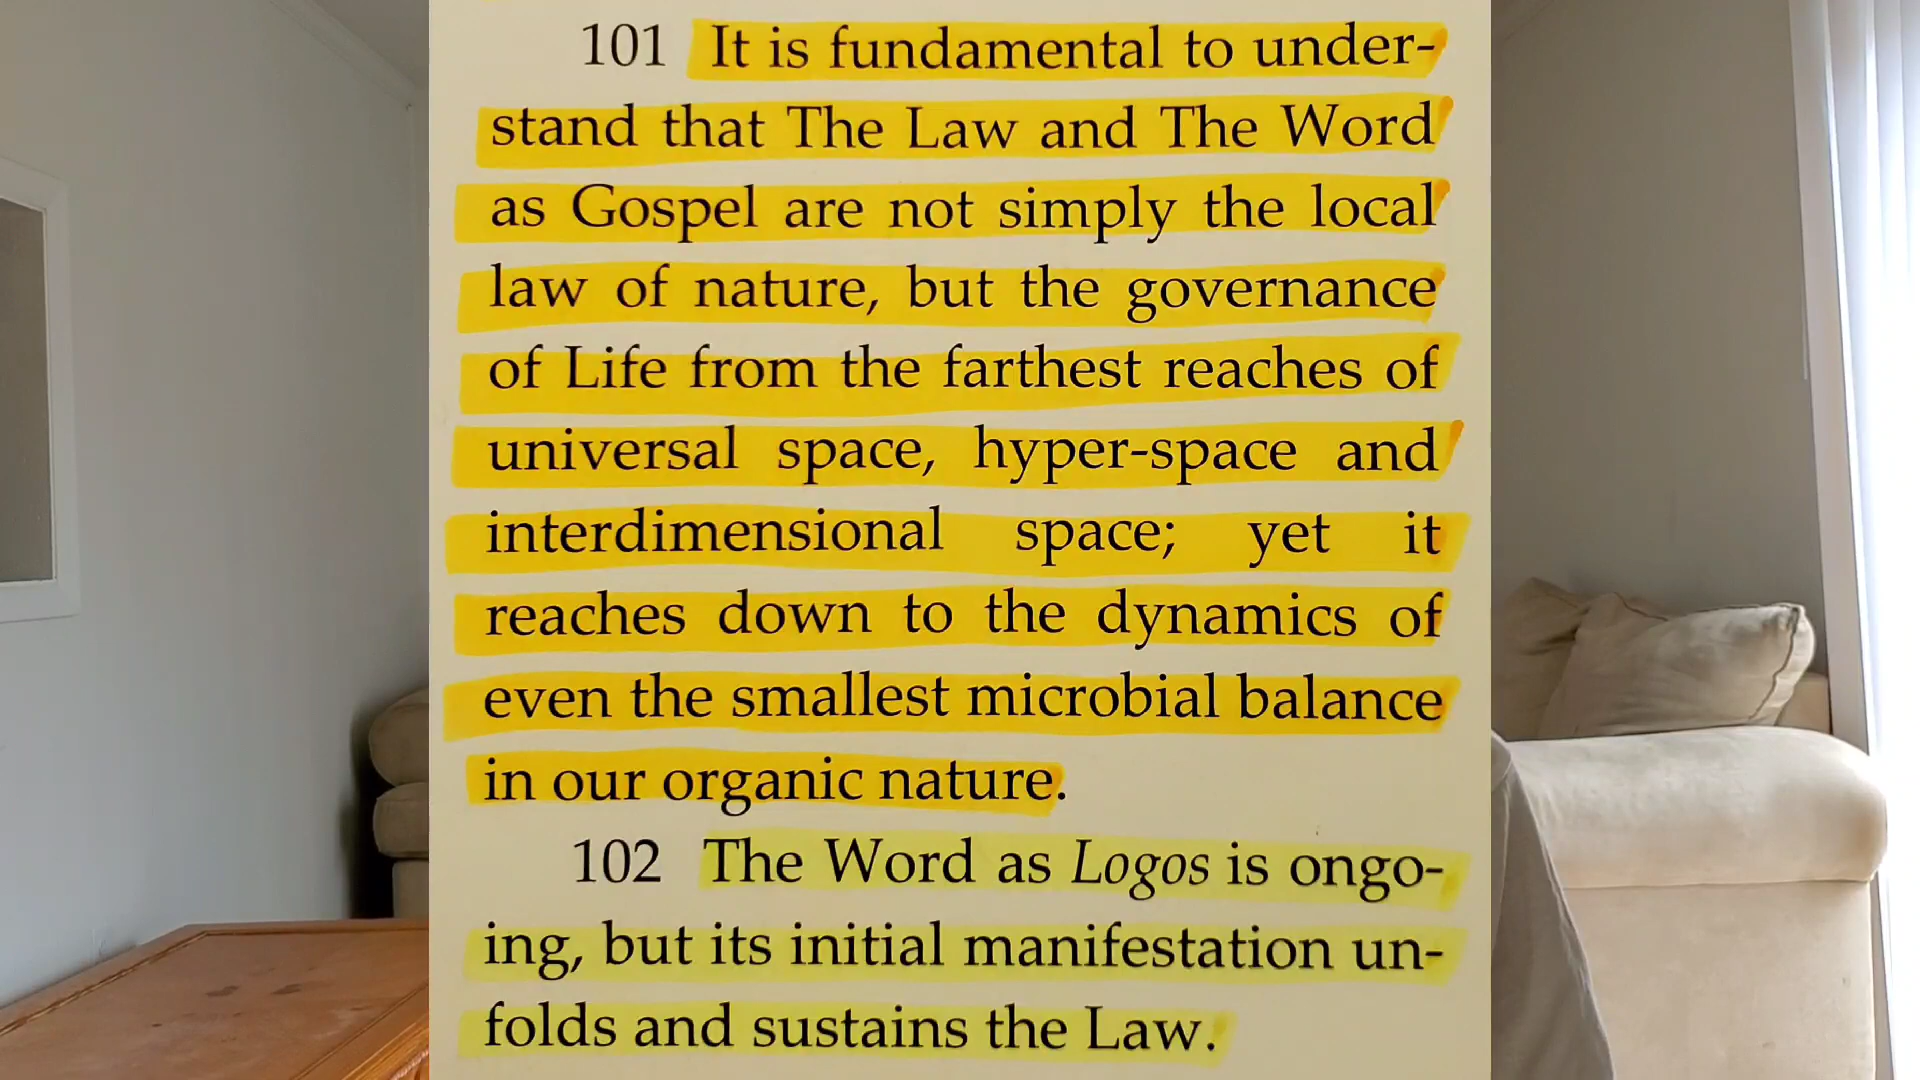 101 It is fundamental to under-
stand that The Law and The Word
as Gospel are not simply the local
law of nature, but the governance
of Life from the farthest reaches of
universal space, hyper-space and
interdimensional space; yet it
reaches down to the dynamics of
even the smallest microbial balance
in our organic nature.
102 The Word as Logos is ongo-
ing, but its initial manifestation un-
folds and sustains the Law.